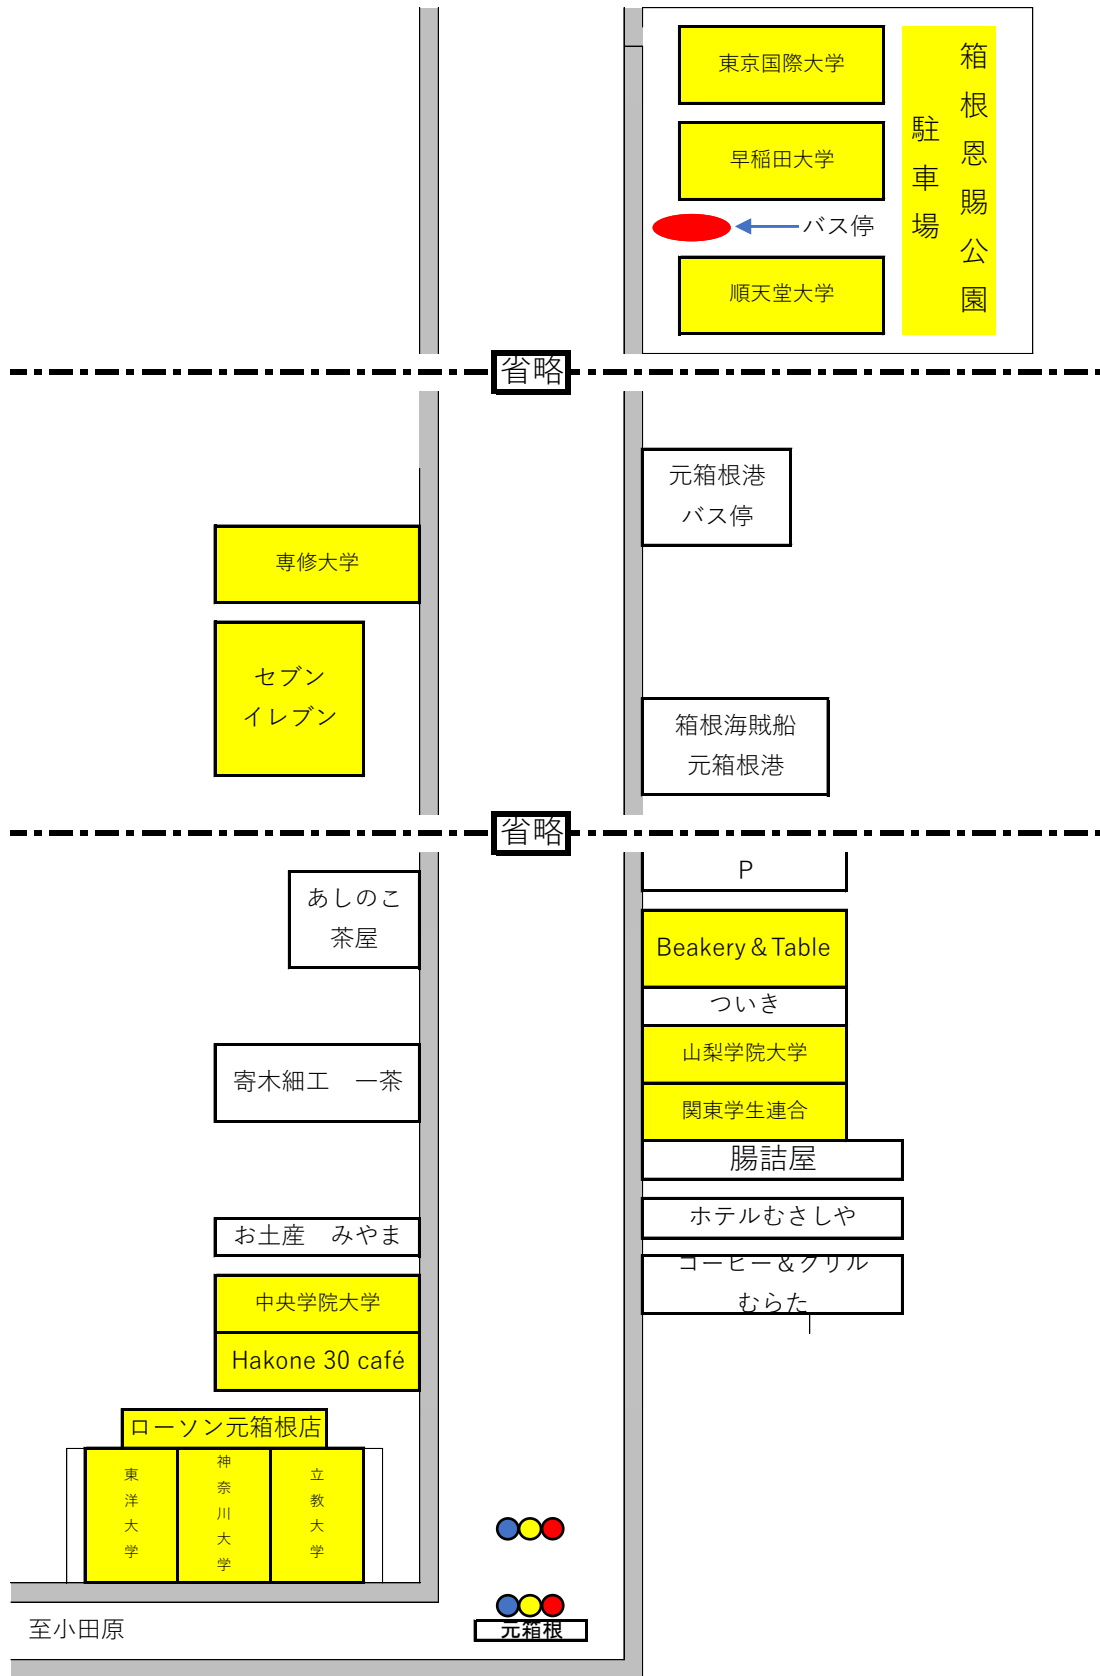 東京国際大学
早稲田大学
バス停
順天堂大学
駐車場
箱根恩賜公園
省略
元箱根港
バス停
専修大学
セブン
イレブン
箱根海賊船
元箱根港
省略
P
あしのこ
茶屋
Beakery＆Table
ついき
山梨学院大学
関東学生連合
寄木細工　一茶
腸詰屋
ホテルむさしや
お土産　みやま
コーヒー＆グリル
むらた
中央学院大学
Hakone 30 café
ローソン元箱根店
東洋大学
神奈川大学
立教大学
元箱根
至小田原